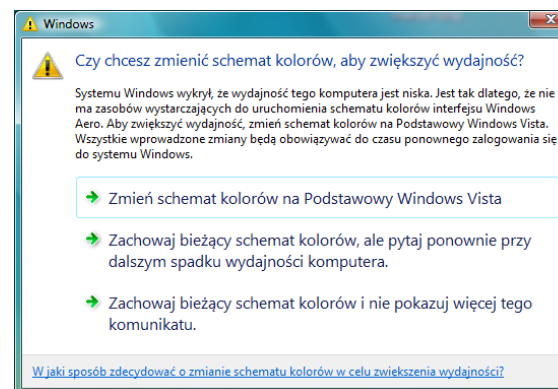 Windows
Czy chcesz zmienić schemat kolorów, aby zwiększyć wydajność?
Systemu Windows wykrył, że wydajność tego komputera jest niska. Jest tak dlatego, że nie
ma zasobów wystarczających do uruchomienia schematu kolorów interfejsu Windows
Aero. Aby zwiększyć wydajność, zmień schemat kolorów na Podstawowy Windows Vista.
Wszystkie wprowadzone zmiany będą obowiązywać do czasu ponownego zalogowania się
do systemu Windows.
Zmień schemat kolorów na Podstawowy Windows Vista
Zachowaj bieżący schemat kolorów, ale pytaj ponownie przy
dalszym spadku wydajności komputera.
Zachowaj bieżący schemat kolorów i nie pokazuj więcej tego
komunikatu.
W jaki sposób zdecydować o zmianie schematu kolorów w celu zwiększenia wydajności?